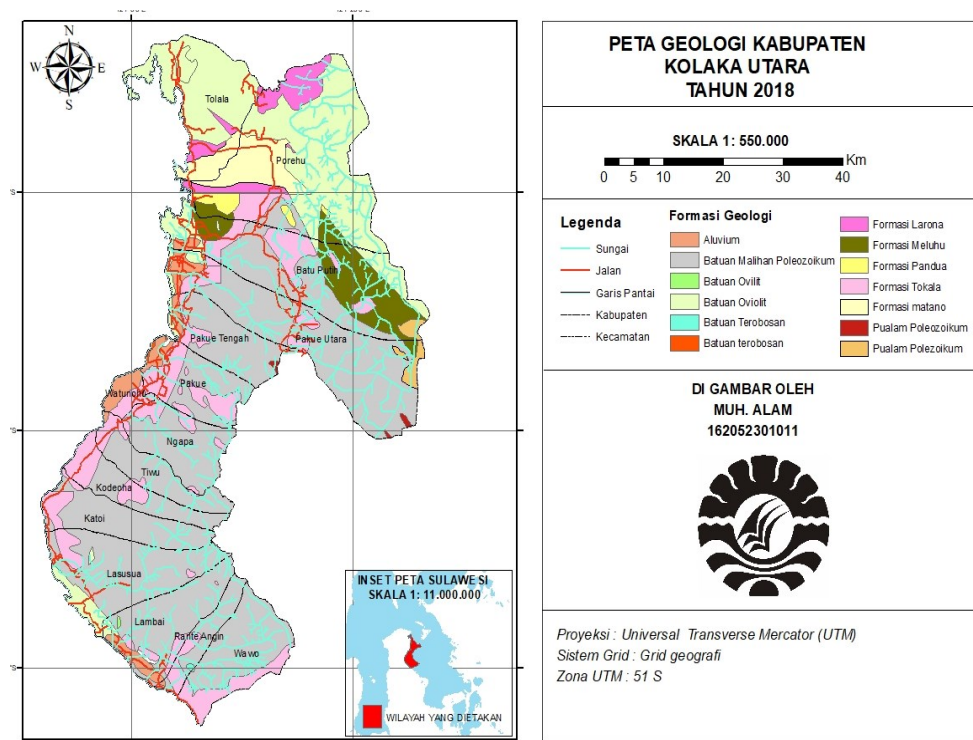 N
W E
S
Tolala
Porehu
Batu Putih
Pakue Tengah
Pakue Utara
Pakue
Watunohu
Ngapa
Tiwu
Kodeoha
Katoi
Lasusua
Lambai
Rante Angin
Wawo
INSET PETA SULAWESI
SKALA 1: 11.000.000
WILAYAH YANG DIETAKAN
PETA GEOLOGI KABUPATEN
KOLAKA UTARA
TAHUN 2018
SKALA 1: 550.000
Km
0 5 10 20 30 40
Legenda
Sungai
Jalan
Garis Pantai
Kabupaten
Kecamatan
Formasi Geologi
Aluvium
Batuan Malihan Poleozoikum
Batuan Ovilit
Batuan Oviolit
Batuan Terobosan
Batuan terobosan
Formasi Larona
Formasi Meluhu
Formasi Pandua
Formasi Tokala
Formasi matano
Pualam Poleozoikum
Pualam Polezoikum
DI GAMBAR OLEH
MUH. ALAM
162052301011
Proyeksi : Universal Transverse Mercator (UTM)
Sistem Grid : Grid geografi
Zona UTM : 51 S